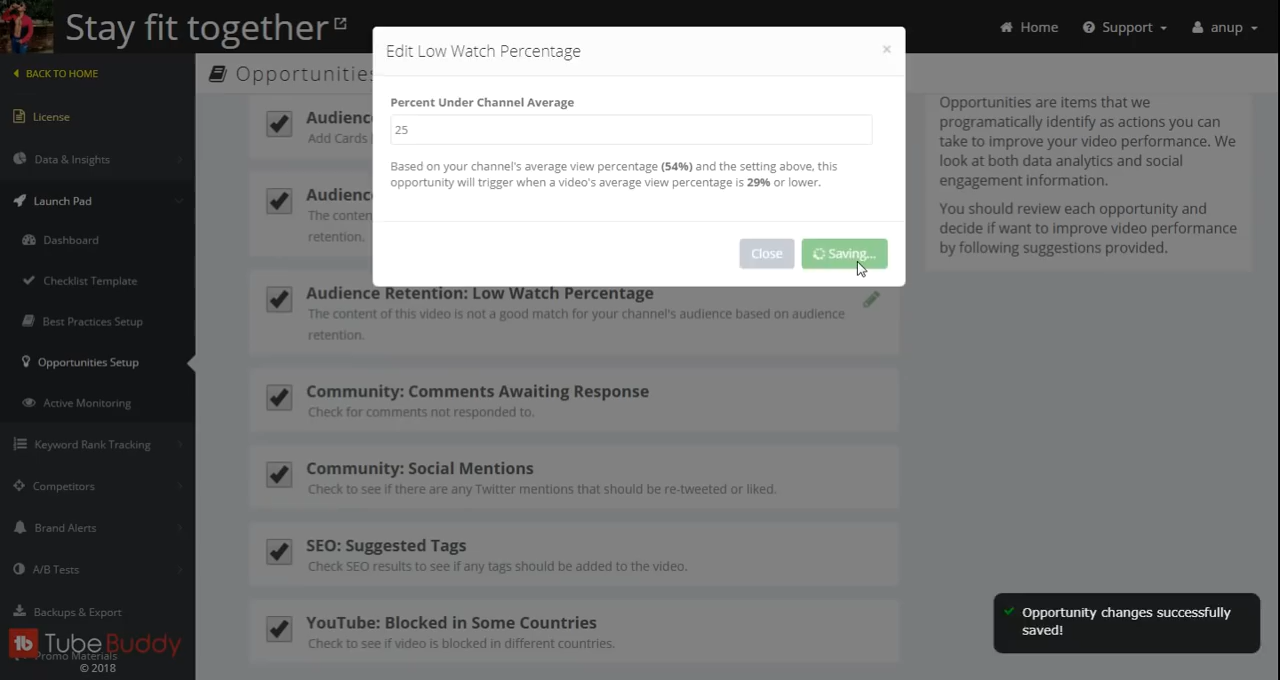 Stay fit together
Home
Support
anup
BACK TO HOME
License
Data & Insights
Launch Pad
Dashboard
Checklist Template
Best Practices Setup
Opportunities Setup
Active Monitoring
Keyword Rank Tracking
Competitors
Brand Alerts
A/B Tests
Backups & Export
Promo Materials
tb TubeBuddy
© 2018
Opportunities
Edit Low Watch Percentage
×
Percent Under Channel Average
25
Based on your channel's average view percentage (54%) and the setting above, this
opportunity will trigger when a video's average view percentage is 29% or lower.
Close
Saving...
Audience
Add Cards
Audience
The conten
retention.
Audience Retention: Low Watch Percentage
The content of this video is not a good match for your channel's audience based on audience
retention.
Community: Comments Awaiting Response
Check for comments not responded to.
Community: Social Mentions
Check to see if there are any Twitter mentions that should be re-tweeted or liked.
SEO: Suggested Tags
Check SEO results to see if any tags should be added to the video.
YouTube: Blocked in Some Countries
Check to see if video is blocked in different countries.
Opportunities are items that we
programatically identify as actions you can
take to improve your video performance. We
look at both data analytics and social
engagement information.
You should review each opportunity and
decide if want to improve video performance
by following suggestions provided.
Opportunity changes successfully
saved!